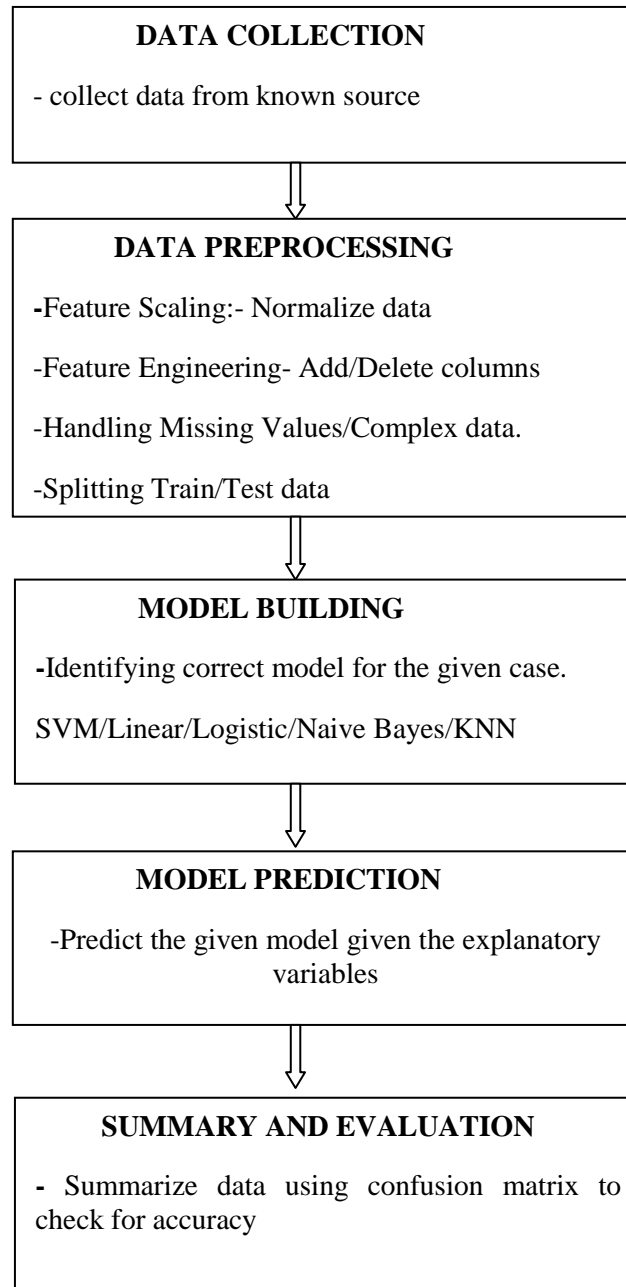 DATA COLLECTION
- collect data from known source
DATA PREPROCESSING
-Feature Scaling:- Normalize data
-Feature Engineering- Add/Delete columns
-Handling Missing Values/Complex data.
-Splitting Train/Test data
MODEL BUILDING
-Identifying correct model for the given case.
SVM/Linear/Logistic/Naive Bayes/KNN
MODEL PREDICTION
-Predict the given model given the explanatory
variables
SUMMARY AND EVALUATION
- Summarize data using confusion matrix to
check for accuracy